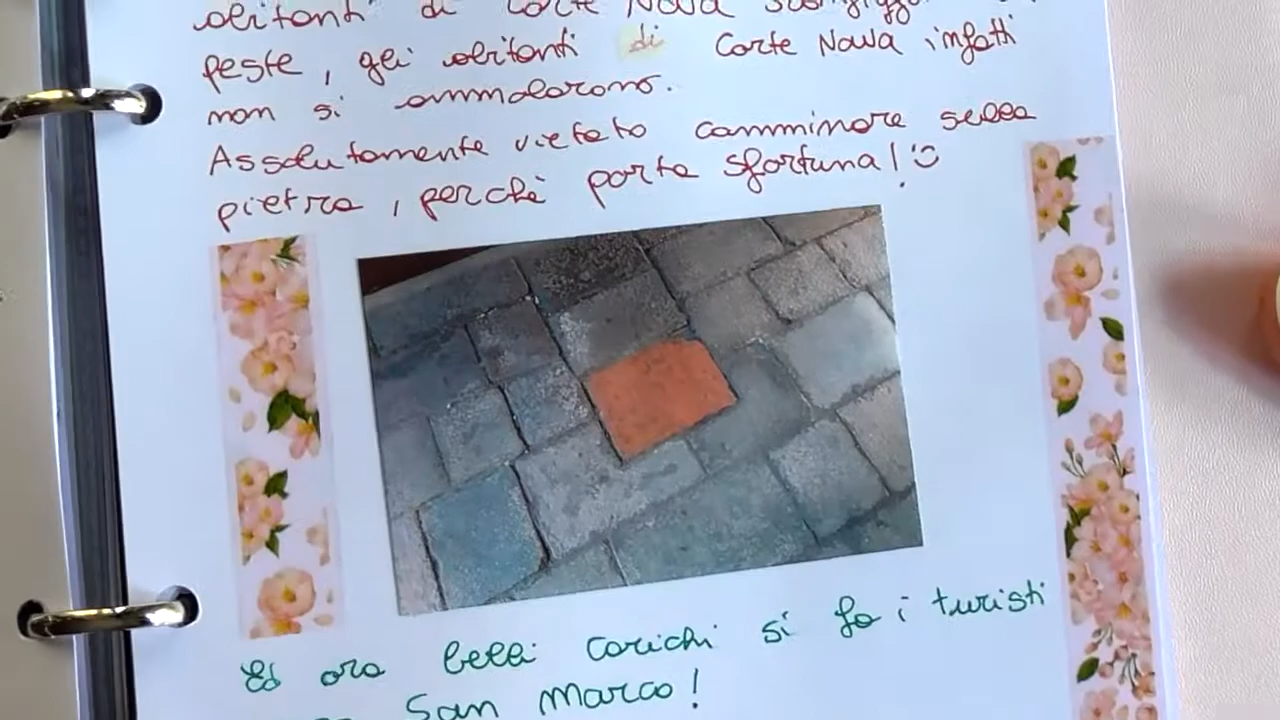 abitanti di Corte Nova
peste, gli abitanti di Corte Nova infatti
non si ammalarono.
Assolutamente vietato camminare sulla
pietra, perchè porta sfortuna!
Ed ora belli carichi si fa i turisti
San Marco!